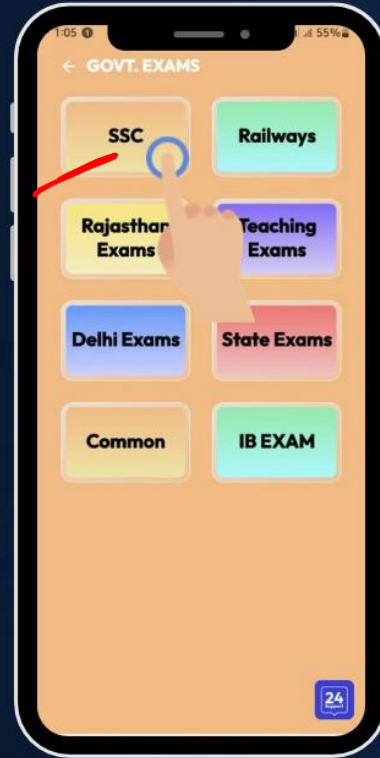 1:05
55%
← GOVT. EXAMS
SSC
Railways
Rajasthan
Exams
Teaching
Exams
Delhi Exams
State Exams
Common
IB EXAM
24
Support